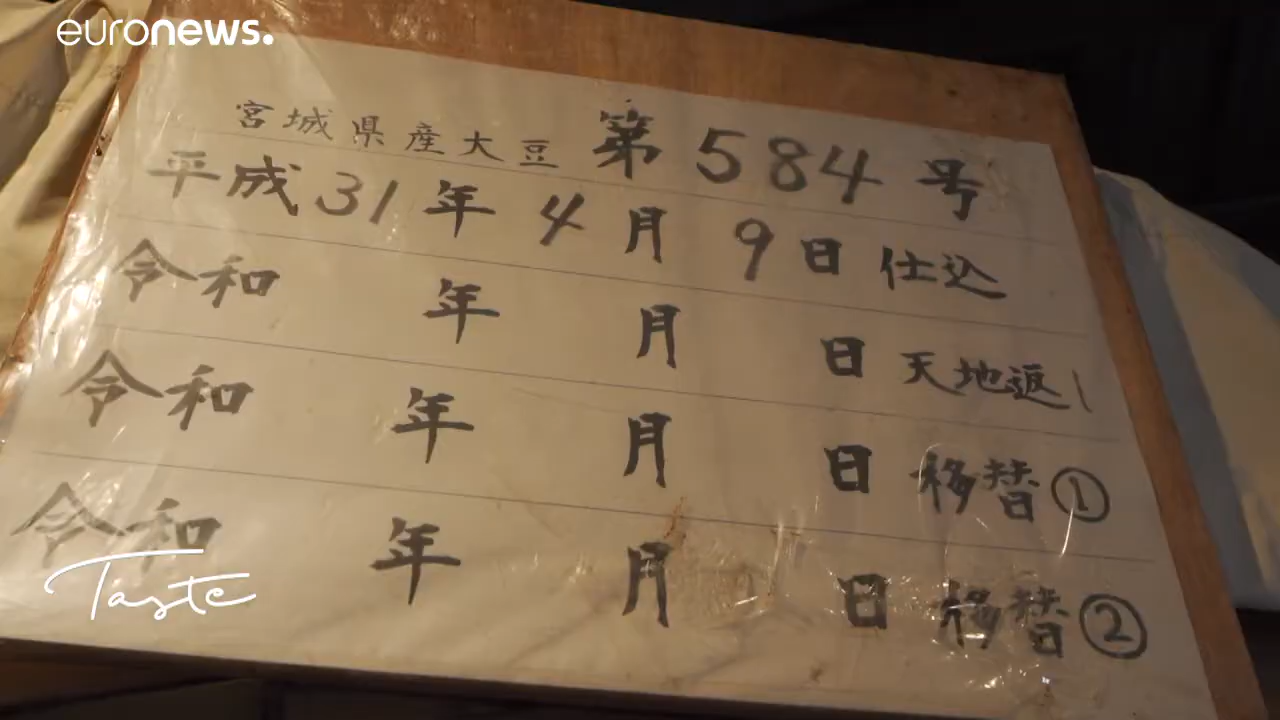 euronews.
宮城県産大豆 第584号
平成31年4月9日 仕込
令和 年 月 日 天地返し
令和 年 月 日 移替①
令和 年 月 日 移替②
Taste